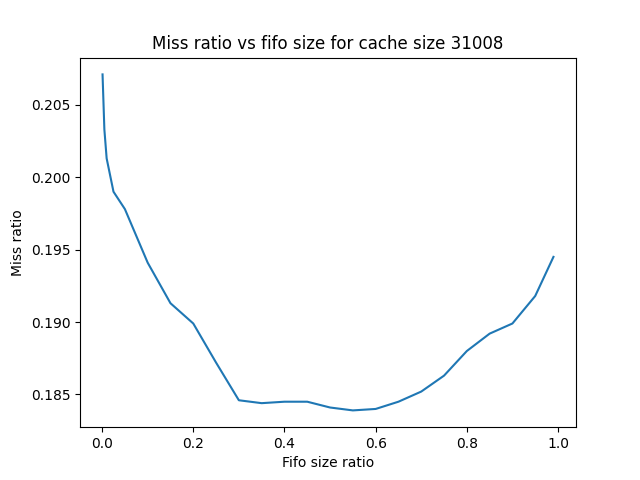 Miss ratio vs fifo size for cache size 31008
0.205
0.200
0.195
0.190
0.185
Miss ratio
0.0 0.2 0.4 0.6 0.8 1.0
Fifo size ratio